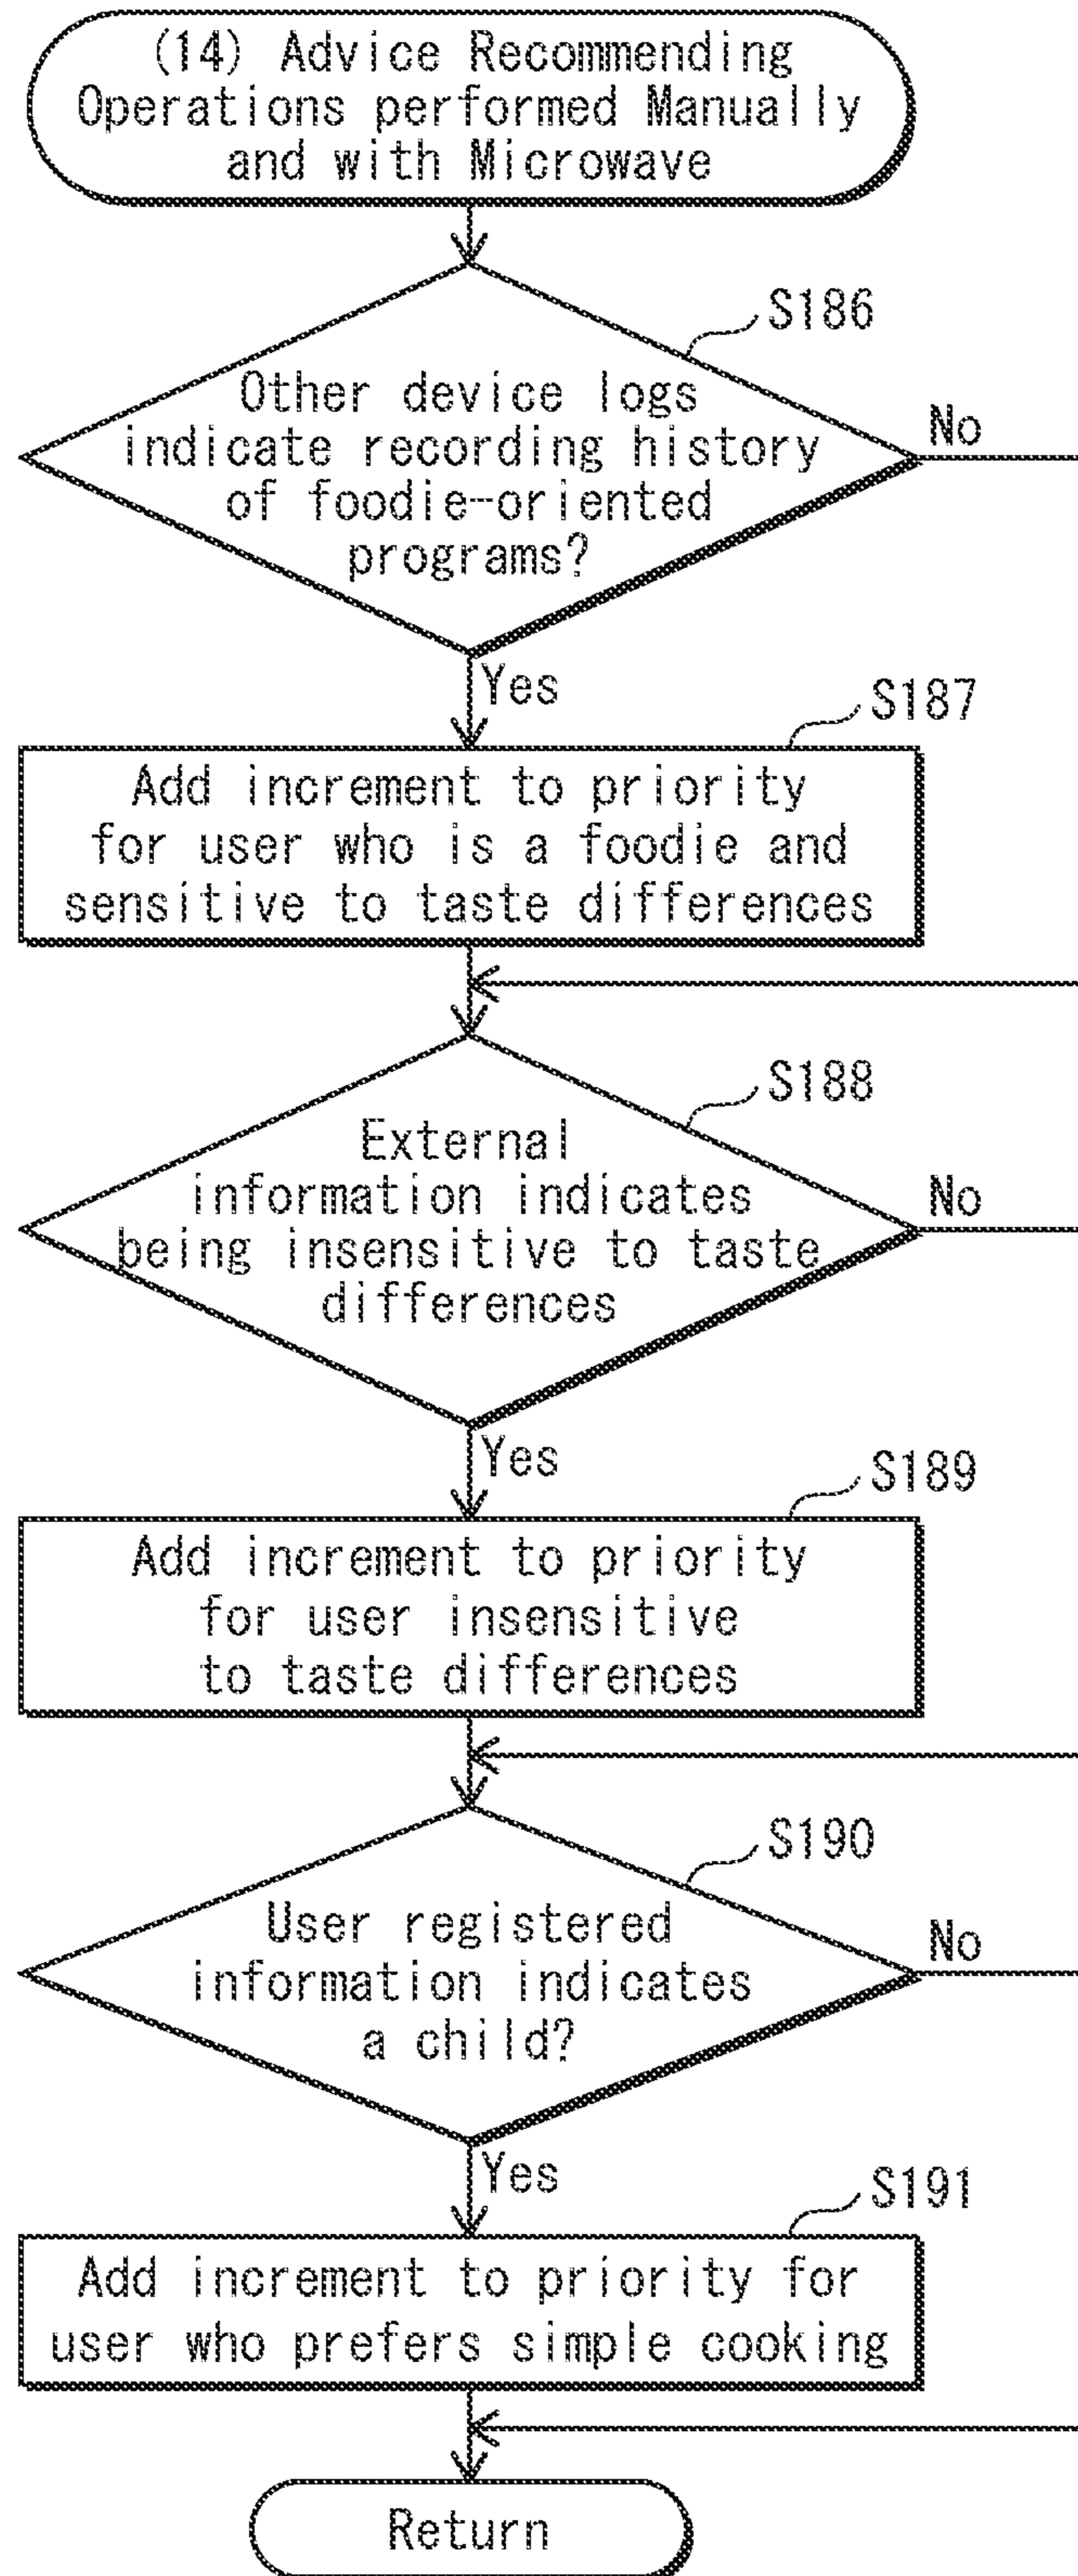 (14) Advice Recommending
Operations performed Manually
and with Microwave
S186
Other device logs
indicate recording history
of foodie-oriented
programs?
No
Yes
S187
Add increment to priority
for user who is a foodie and
sensitive to taste differences
S188
External
information indicates
being insensitive to taste
differences
No
Yes
S189
Add increment to priority
for user insensitive
to taste differences
S190
User registered
information indicates
a child?
No
Yes
S191
Add increment to priority for
user who prefers simple cooking
Return